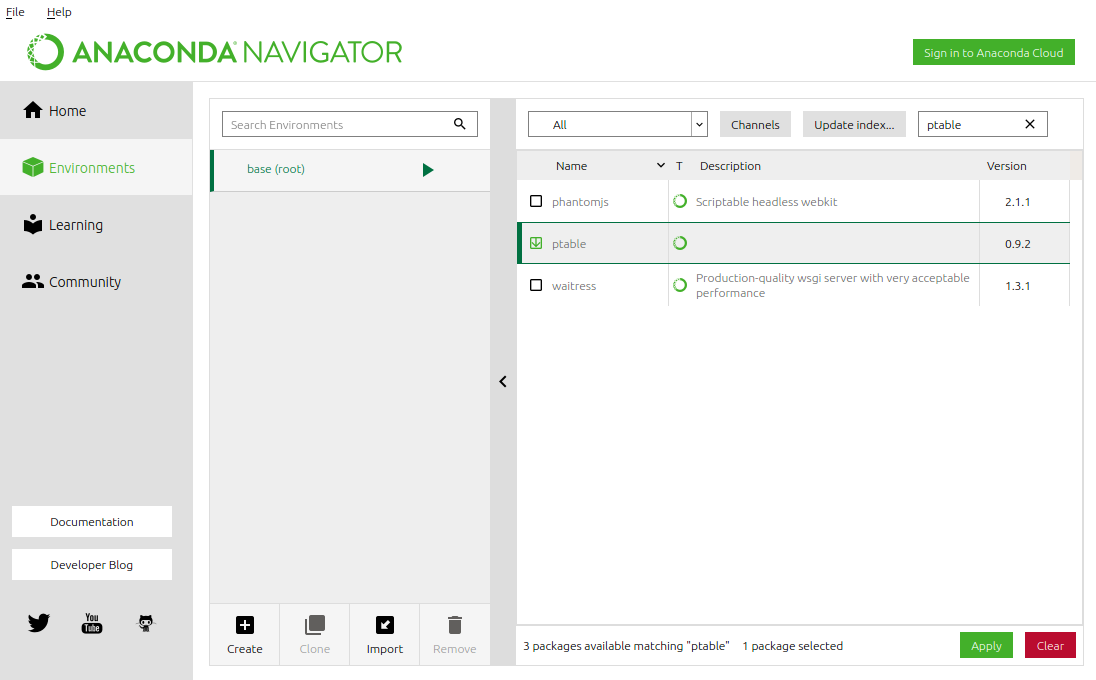 File Help
ANACONDA NAVIGATOR
Sign in to Anaconda Cloud
Home
Environments
Learning
Community
Documentation
Developer Blog
You
Tube
Search Environments
base (root)
Create Clone Import Remove
All Channels Update index... ptable
Name T Description Version
phantomjs Scriptable headless webkit 2.1.1
ptable 0.9.2
waitress Production-quality wsgi server with very acceptable
performance 1.3.1
3 packages available matching "ptable" 1 package selected Apply Clear